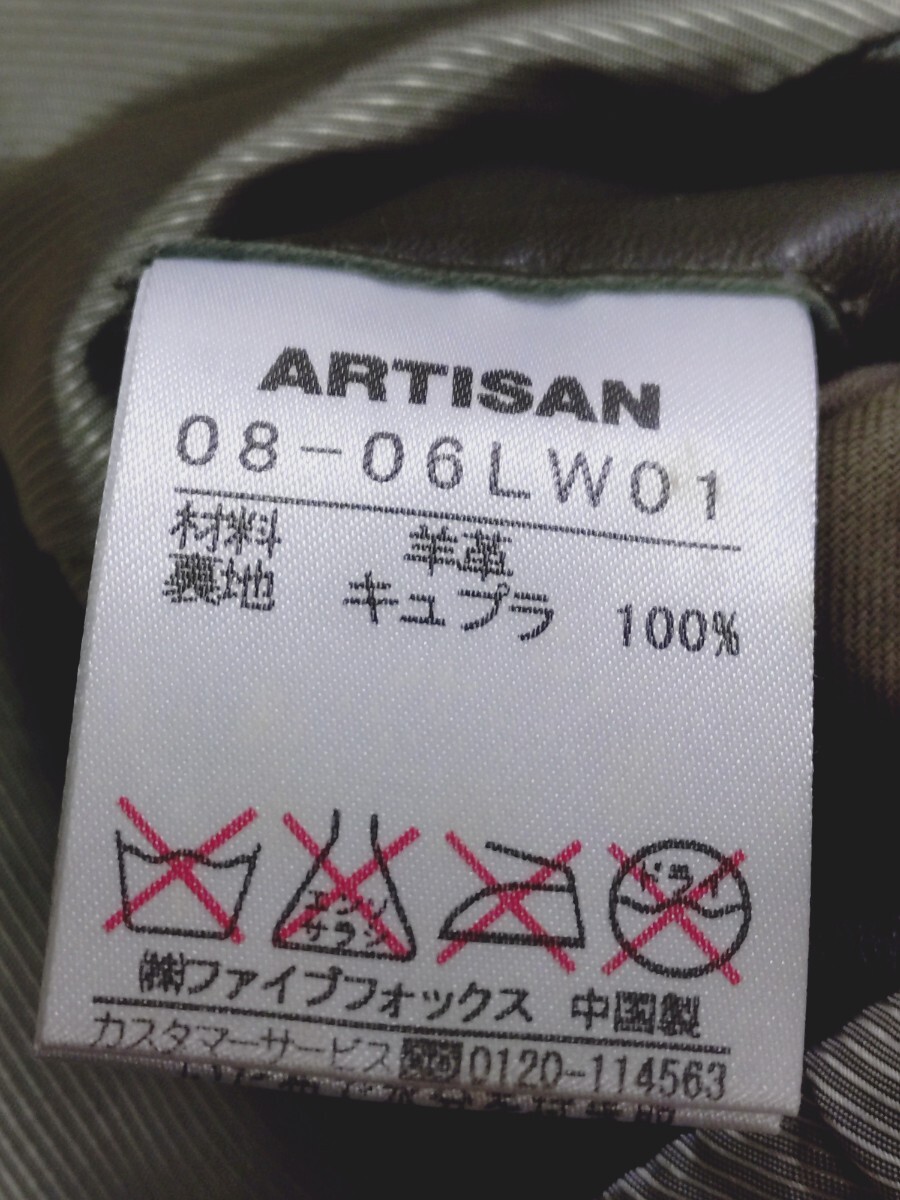 ARTISAN
08-06LW01
材料 羊革
裏地 キュプラ 100%
エンソ
サラシ
ドライ
㈱ファイブフォックス 中国製
カスタマーサービス 0120-114563